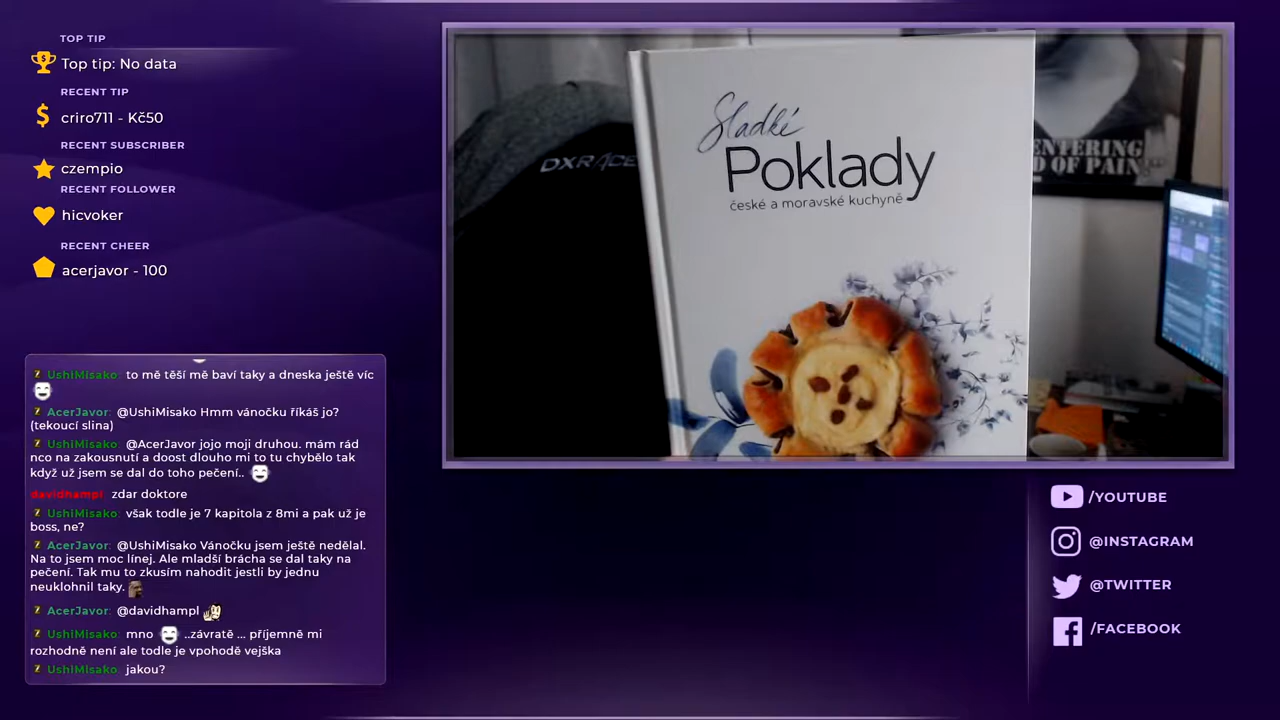 TOP TIP
Top tip: No data
RECENT TIP
criro711 - Kč50
RECENT SUBSCRIBER
czempio
RECENT FOLLOWER
hicvoker
RECENT CHEER
acerjavor - 100
UshiMisako: to mě těší mě baví taky a dneska ještě víc
AcerJavor: @UshiMisako Hmm vánočku říkáš jo?
(tekoucí slina)
UshiMisako: @AcerJavor jojo moji druhou. mám rád
nco na zakousnutí a doost dlouho mi to tu chybělo tak
když už jsem se dal do toho pečení..
davidhampl zdar doktore
UshiMisako: však todle je 7 kapitola z 8mi a pak už je
boss, ne?
AcerJavor: @UshiMisako Vánočku jsem ještě nedělal.
Na to jsem moc línej. Ale mladší brácha se dal taky na
pečení. Tak mu to zkusím nahodit jestli by jednu
neuklohnil taky.
AcerJavor: @davidhampl
UshiMisako: mno ..závratě ... příjemně mi
rozhodně není ale todle je vpohodě vejška
UshiMisako: jakou?
DXRACE
Sladké
Poklady
české a moravské kuchyně
ENTERING
D OF PAIN!
/YOUTUBE
@INSTAGRAM
@TWITTER
/FACEBOOK